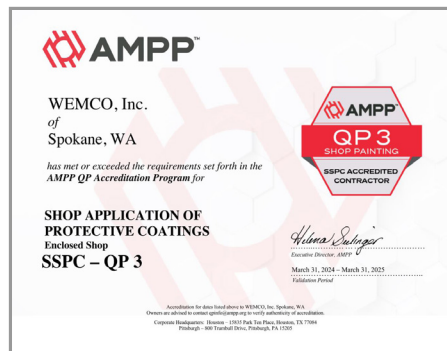 AMPP™
WEMCO, Inc.
of
Spokane, WA
has met or exceeded the requirements set forth in the
AMPP QP Accreditation Program for
SHOP APPLICATION OF
PROTECTIVE COATINGS
Enclosed Shop
SSPC – QP 3
AMPP
QP 3
SHOP PAINTING
SSPC ACCREDITED
CONTRACTOR
Executive Director, AMPP
March 31, 2024 – March 31, 2025
Validation Period
Accreditation for dates listed above to WEMCO, Inc, Spokane, WA
Owners are advised to contact qpinfo@ampp.org to verify authenticity of accreditation.
Corporate Headquarters: Houston – 15835 Park Ten Place, Houston, TX 77084
Pittsburgh – 800 Trumbull Drive, Pittsburgh, PA 15205